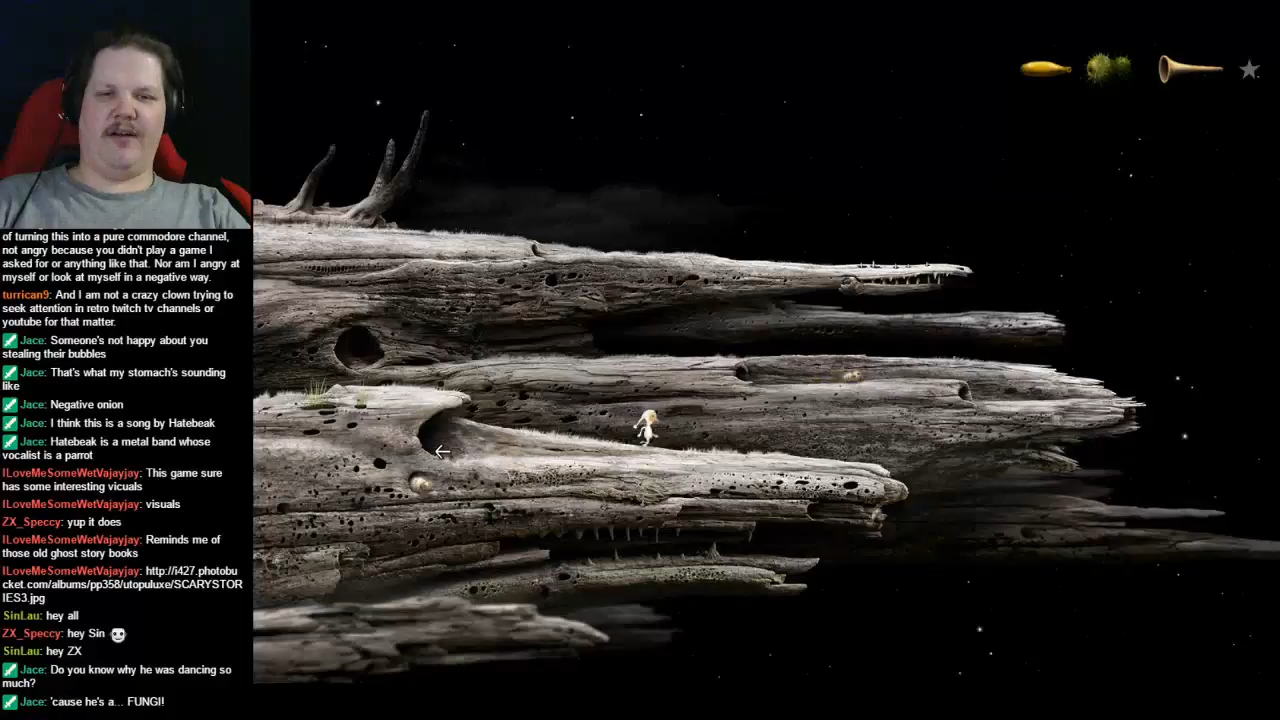 of turning this into a pure commodore channel,
not angry because you didn't play a game I
asked for or anything like that. Nor am I angry at
myself or look at myself in a negative way.
turrican9: And I am not a crazy clown trying to
seek attention in retro twitch tv channels or
youtube for that matter.
Jace: Someone's not happy about you
stealing their bubbles
Jace: That's what my stomach's sounding
like
Jace: Negative onion
Jace: I think this is a song by Hatebeak
Jace: Hatebeak is a metal band whose
vocalist is a parrot
ILoveMeSomeWetVajayjay: This game sure
has some interesting vicuals
ILoveMeSomeWetVajayjay: visuals
ZX_Speccy: yup it does
ILoveMeSomeWetVajayjay: Reminds me of
those old ghost story books
ILoveMeSomeWetVajayjay: http://i427.photobu
cket.com/albums/pp358/utopuluxe/SCARYSTOR
IES3.jpg
SinLau: hey all
ZX_Speccy: hey Sin
SinLau: hey ZX
Jace: Do you know why he was dancing so
much?
Jace: 'cause he's a... FUNGI!